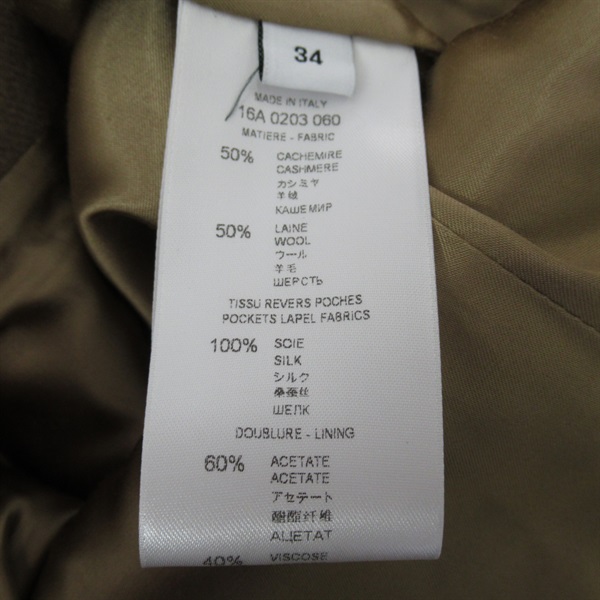 34
MADE IN ITALY
16A 0203 060
MATIERE - FABRIC
50% CACHEMIRE
CASHMERE
カシミヤ
羊绒
КАШЕМИР
50% LAINE
WOOL
ウール
羊毛
ШЕРСТЬ
TISSU REVERS POCHES
POCKETS LAPEL FABRICS
100% SOIE
SILK
シルク
桑蚕丝
ШЕЛК
DOUBLURE - LINING
60% ACETATE
ACETATE
アセテート
醋酯纤维
АЦЕТАТ
40% VISCOSE